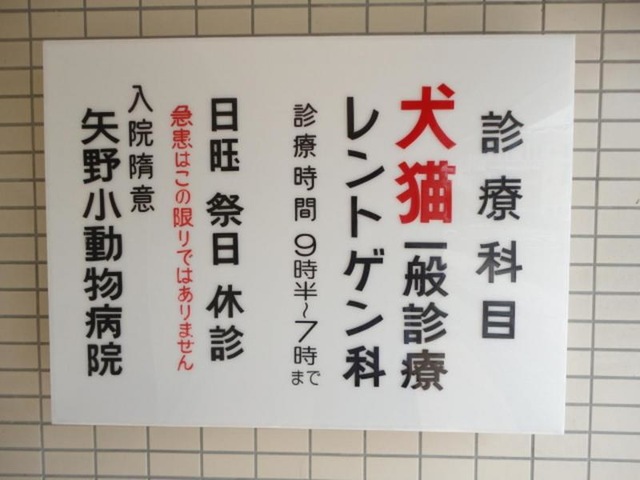 診療科目
犬猫一般診療
レントゲン科
診療時間 9時半~7時まで
日旺 祭日 休診
急患はこの限りではありません
入院隋意
矢野小動物病院